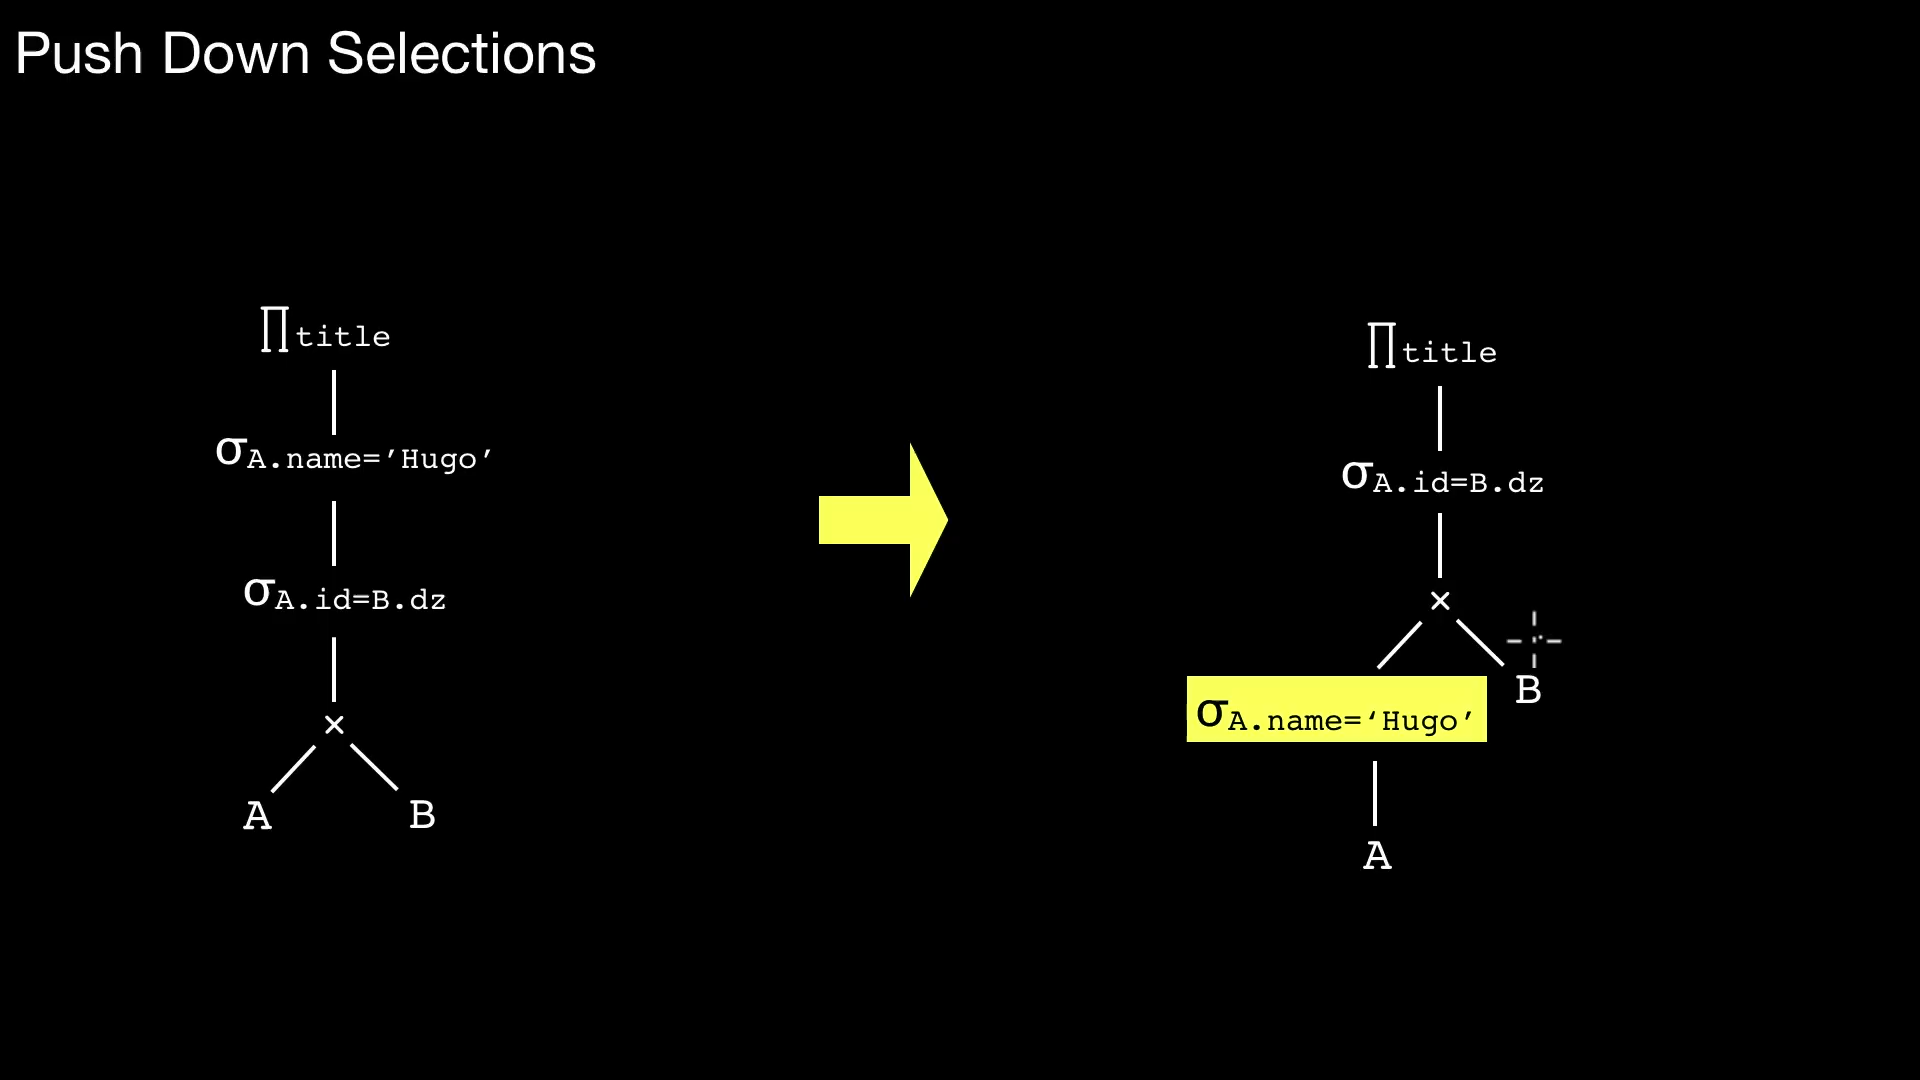 Push Down Selections
∏title
σA.name=’Hugo’
σA.id=B.dz
×
A B
∏title
σA.id=B.dz
×
B
σA.name=‘Hugo’
A